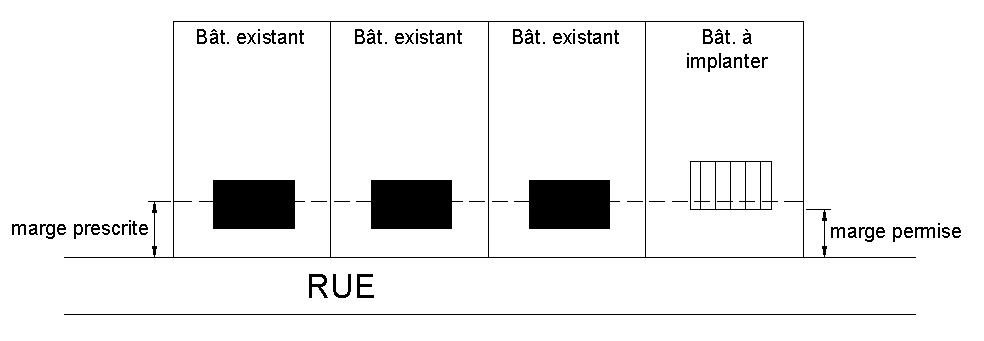 Bât. existant
Bât. existant
Bât. existant
Bât. à
implanter
marge prescrite
marge permise
RUE